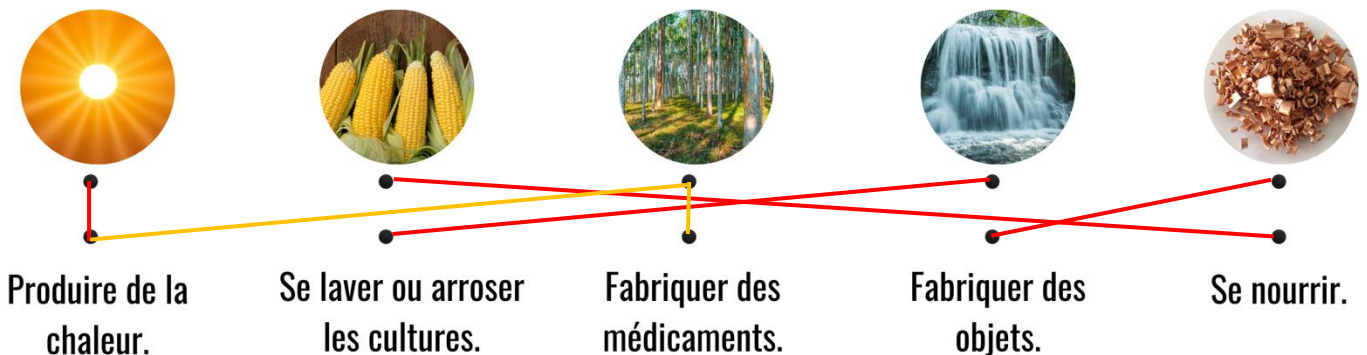 Produire de la
chaleur.
Se laver ou arroser
les cultures.
Fabriquer des
médicaments.
Fabriquer des
objets.
Se nourrir.